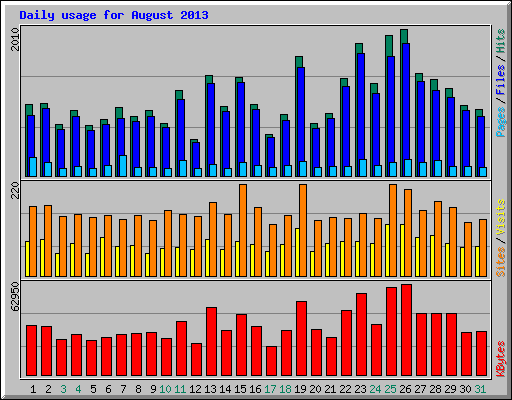 Daily usage for August 2013
2010
Pages / Files / Hits
220
Sites / Visits
62950
KBytes
1 2 3 4 5 6 7 8 9 10 11 12 13 14 15 16 17 18 19 20 21 22 23 24 25 26 27 28 29 30 31